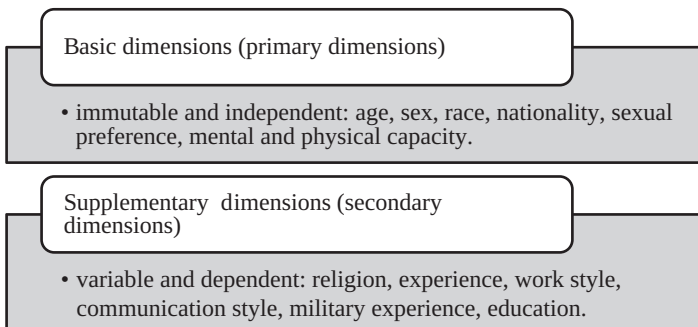 Basic dimensions (primary dimensions)
• immutable and independent: age, sex, race, nationality, sexual
preference, mental and physical capacity.
Supplementary dimensions (secondary
dimensions)
• variable and dependent: religion, experience, work style,
communication style, military experience, education.